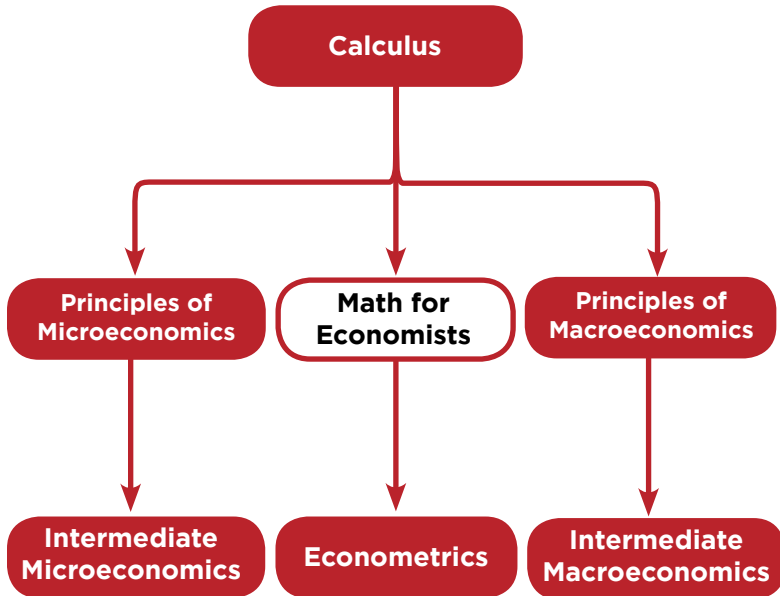 Calculus
Principles of
Microeconomics
Math for
Economists
Principles of
Macroeconomics
Intermediate
Microeconomics
Econometrics
Intermediate
Macroeconomics